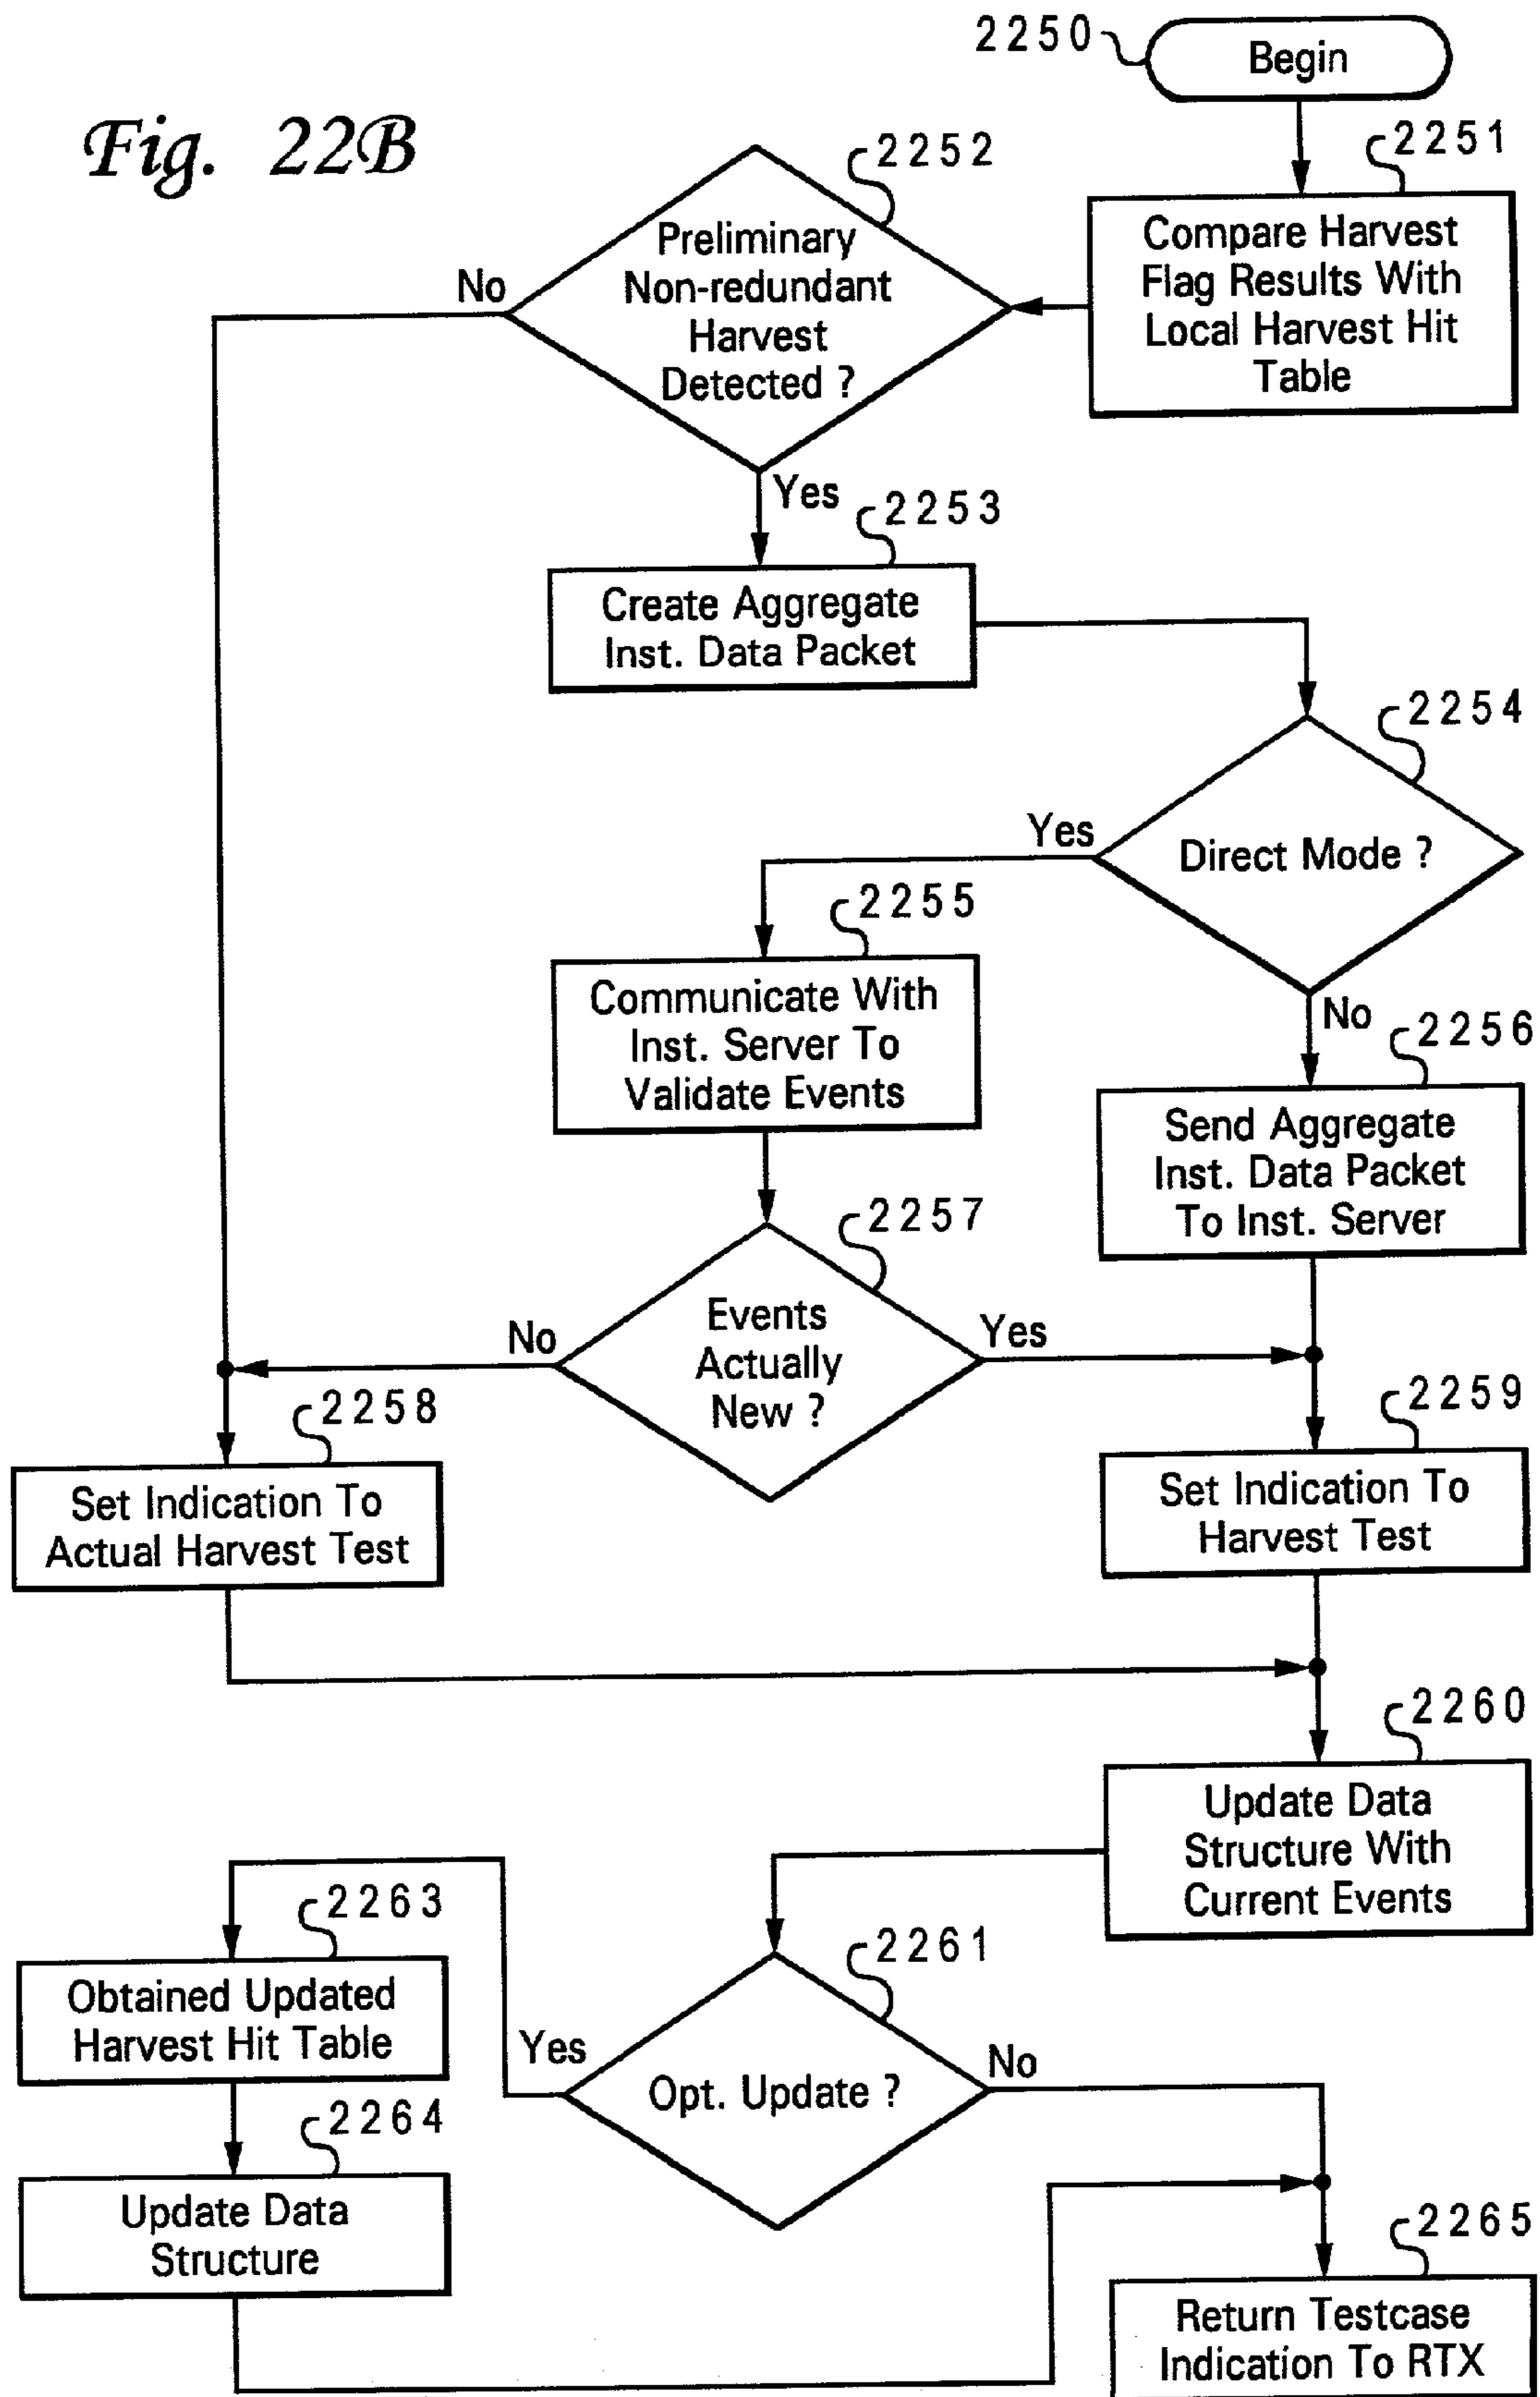 Fig. 22B
2250
Begin
2251
Compare Harvest
Flag Results With
Local Harvest Hit
Table
2252
Preliminary
Non-redundant
Harvest
Detected ?
No
Yes
2253
Create Aggregate
Inst. Data Packet
2254
Direct Mode ?
Yes
No
2255
Communicate With
Inst. Server To
Validate Events
2256
Send Aggregate
Inst. Data Packet
To Inst. Server
2257
Events
Actually
New ?
No
Yes
2258
Set Indication To
Actual Harvest Test
2259
Set Indication To
Harvest Test
2260
Update Data
Structure With
Current Events
2261
Opt. Update ?
Yes
No
2263
Obtained Updated
Harvest Hit Table
2264
Update Data
Structure
2265
Return Testcase
Indication To RTX